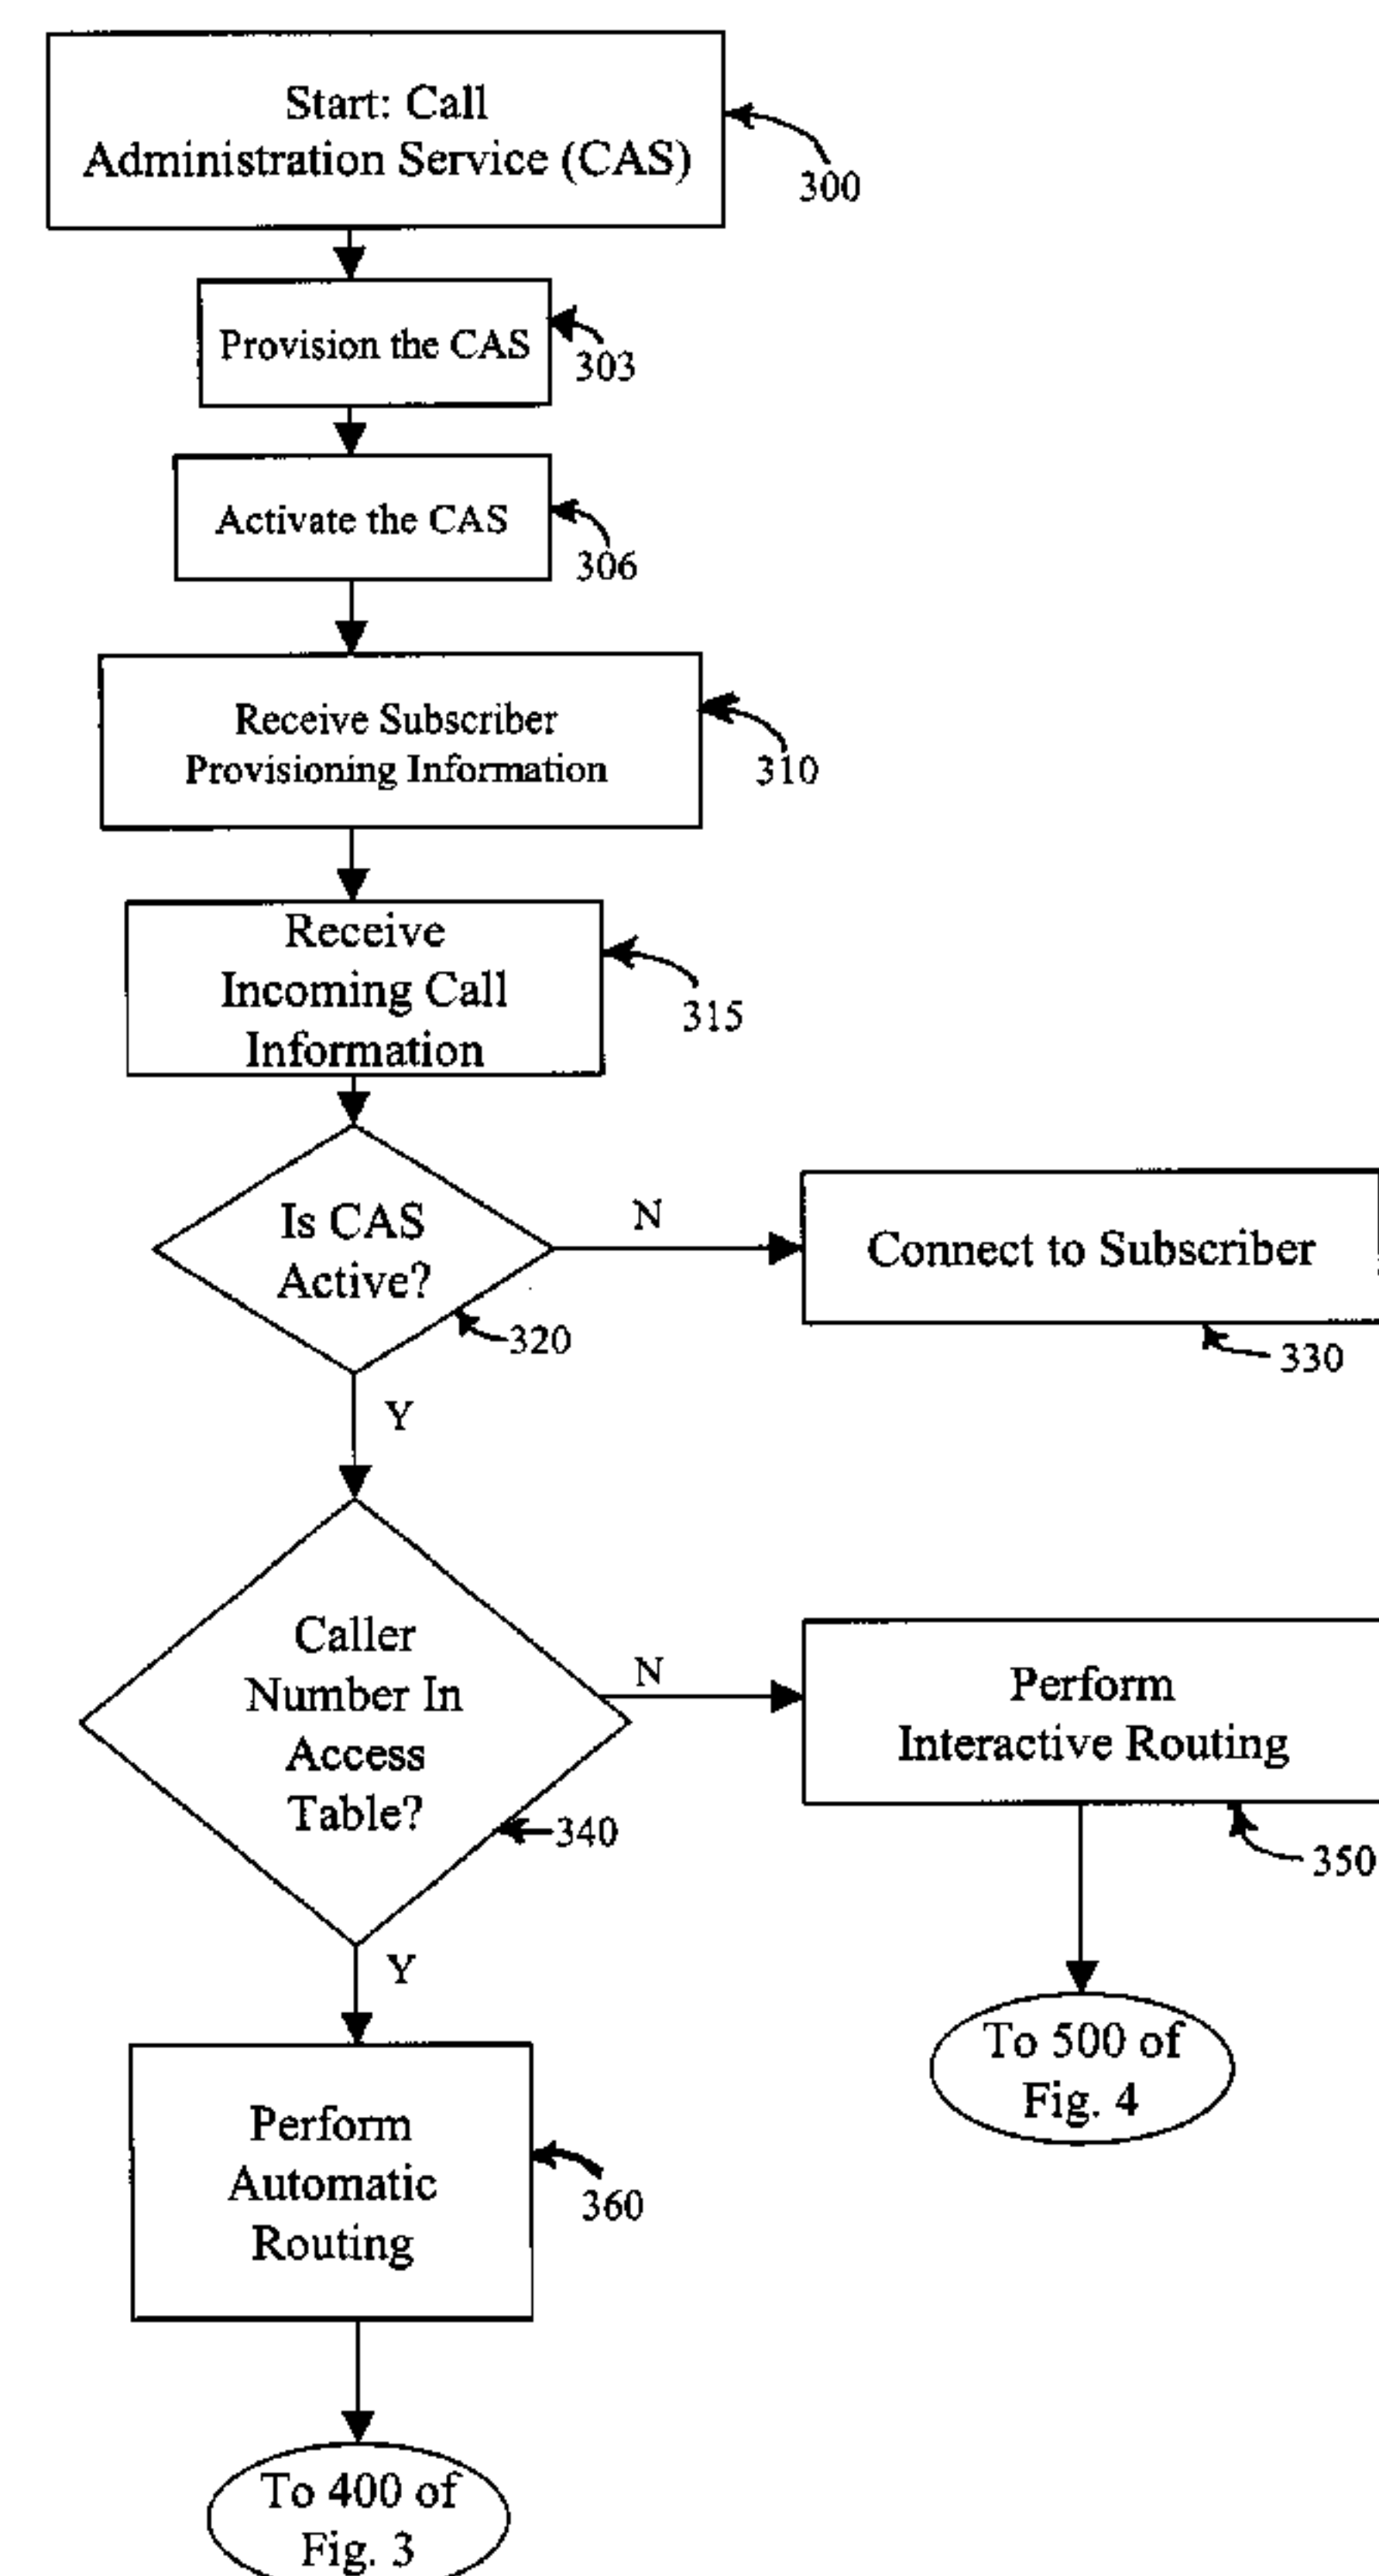 Start: Call
Administration Service (CAS)
300
Provision the CAS
303
Activate the CAS
306
Receive Subscriber
Provisioning Information
310
Receive
Incoming Call
Information
315
Is CAS
Active?
320
N
Connect to Subscriber
330
Y
Caller
Number In
Access
Table?
340
N
Perform
Interactive Routing
350
To 500 of
Fig. 4
Y
Perform
Automatic
Routing
360
To 400 of
Fig. 3